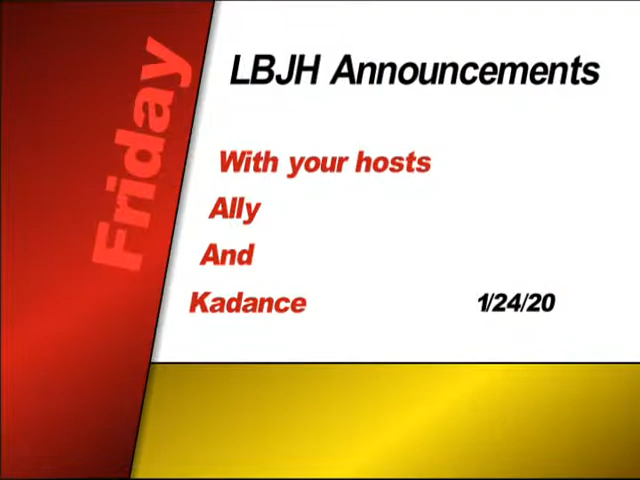 Friday
LBJH Announcements
With your hosts
Ally
And
Kadance
1/24/20